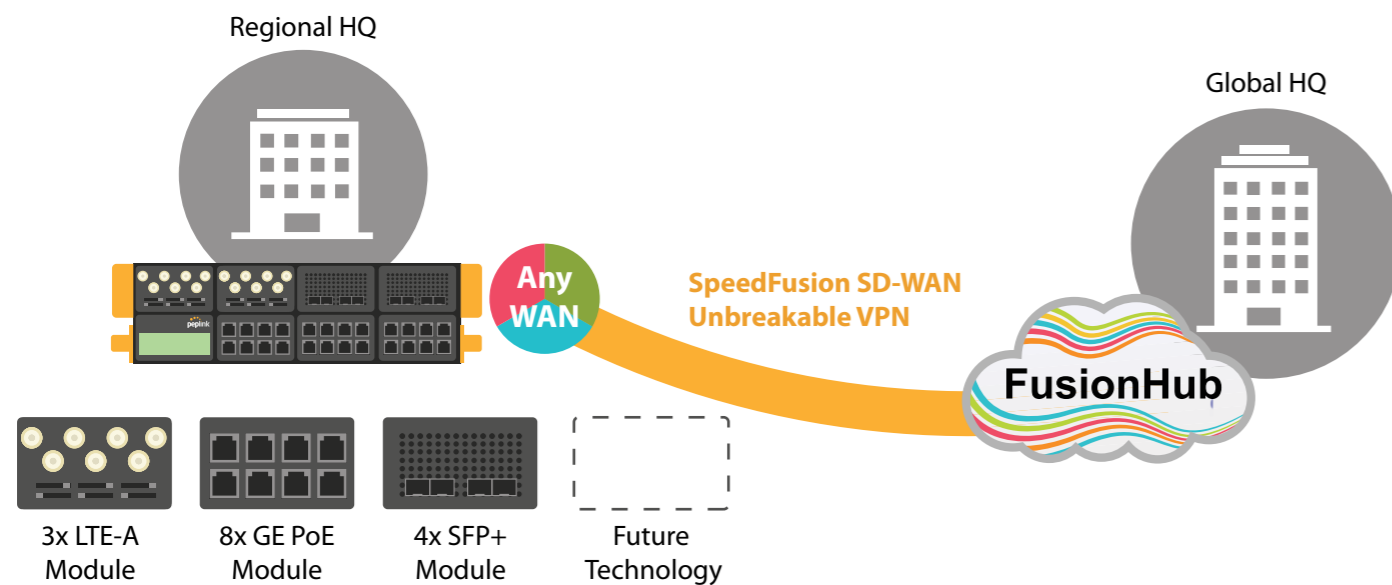 Regional HQ
Global HQ
peplink
Any
WAN
SpeedFusion SD-WAN
Unbreakable VPN
FusionHub
3x LTE-A
Module
8x GE PoE
Module
4x SFP+
Module
Future
Technology